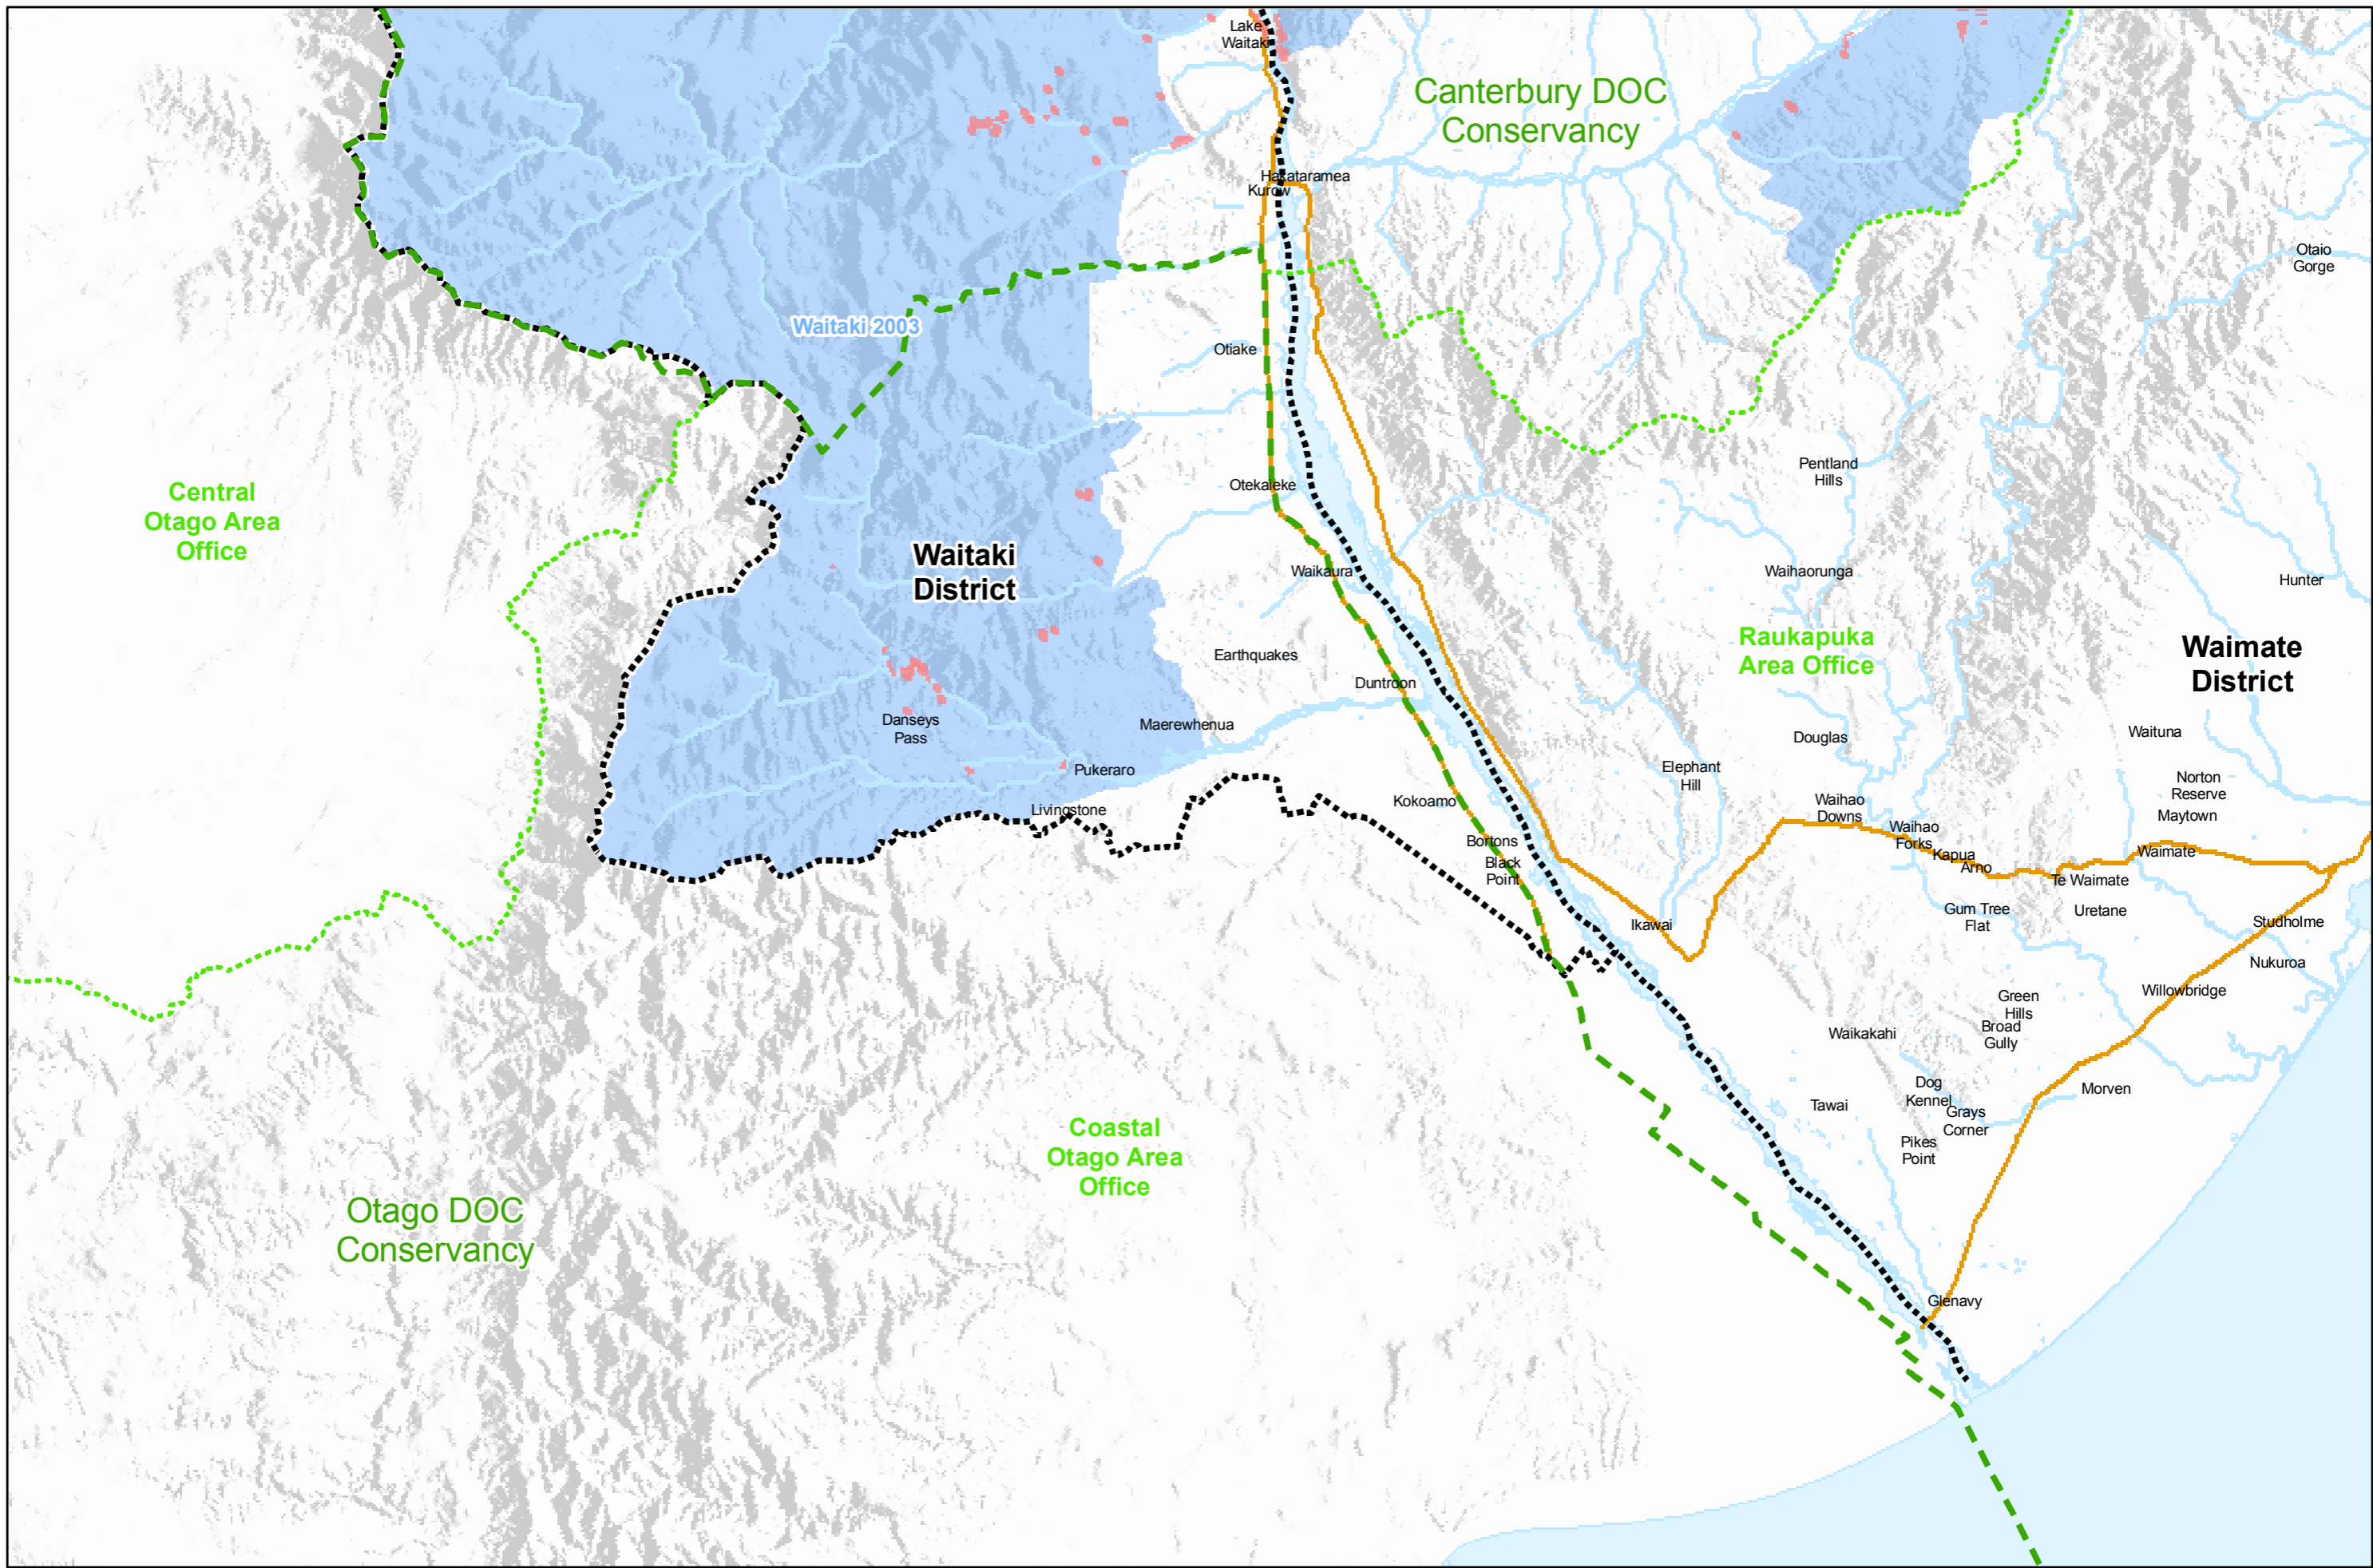 Lake
Waitaki
Canterbury DOC
Conservancy
Hakataramea
Kurow
Otaio
Gorge
Waitaki 2003
Otiake
Pentland
Hills
Otekaieke
Central
Otago Area
Office
Waitaki
District
Waikaura
Waihaorunga
Hunter
Raukapuka
Area Office
Earthquakes
Waimate
District
Duntroon
Danseys
Pass
Maerewhenua
Waituna
Douglas
Pukeraro
Elephant
Hill
Norton
Reserve
Livingstone
Kokoamo
Waihao
Downs
Maytown
Waihao
Forks
Bortons
Kapua
Waimate
Black
Point
Arno
Te Waimate
Gum Tree
Flat
Uretane
Ikawai
Studholme
Nukuroa
Willowbridge
Green
Hills
Broad
Gully
Waikakahi
Dog
Kennel
Morven
Tawai
Grays
Corner
Pikes
Point
Coastal
Otago Area
Office
Otago DOC
Conservancy
Glenavy